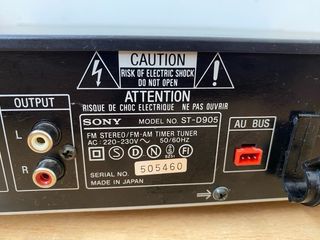 CAUTION
RISK OF ELECTRIC SHOCK
DO NOT OPEN
ATTENTION
RISQUE DE CHOC ELECTRIQUE NE PAS OUVRIR
OUTPUT
L
R
SONY MODEL NO. ST-D905
FM STEREO/FM-AM TIMER TUNER
AC: 220-230V~ 50/60Hz
S D N
SERIAL NO. 505460
MADE IN JAPAN
AU BUS